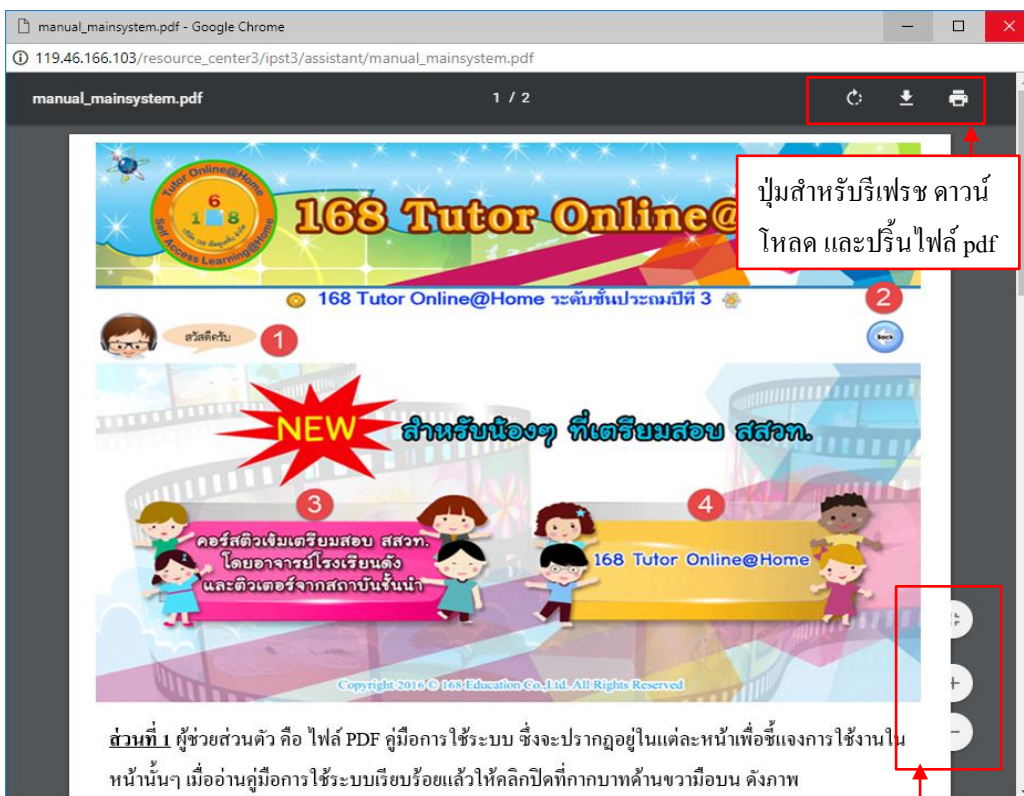 manual_mainsystem.pdf - Google Chrome
119.46.166.103/resource_center3/ipst3/assistant/manual_mainsystem.pdf
manual_mainsystem.pdf
1 / 2
ปุ่มสำหรับรีเฟรช ดาวน์
โหลด และปริ้นไฟล์ pdf
Tutor Online@Home
1 6 8
Self Access Learning@Home
168 Tutor Online@
168 Tutor Online@Home ระดับชั้นประถมปีที่ 3
2
สวัสดีครับ
1
Back
NEW
สำหรับน้องๆ ที่เตรียมสอบ สสวท.
3
4
คอร์สติวเข้มเตรียมสอบ สสวท.
โดยอาจารย์โรงเรียนดัง
และติวเตอร์จากสถาบันชั้นนำ
168 Tutor Online@Home
Copyright 2016 © 168 Education Co.,Ltd. All Rights Reserved
ส่วนที่ 1 ผู้ช่วยส่วนตัว คือ ไฟล์ PDF คู่มือการใช้ระบบ ซึ่งจะปรากฏอยู่ในแต่ละหน้าเพื่อชี้แจงการใช้งานใน
หน้านั้นๆ เมื่ออ่านคู่มือการใช้ระบบเรียบร้อยแล้วให้คลิกปิดที่กากบาทด้านขวามือบน ดังภาพ